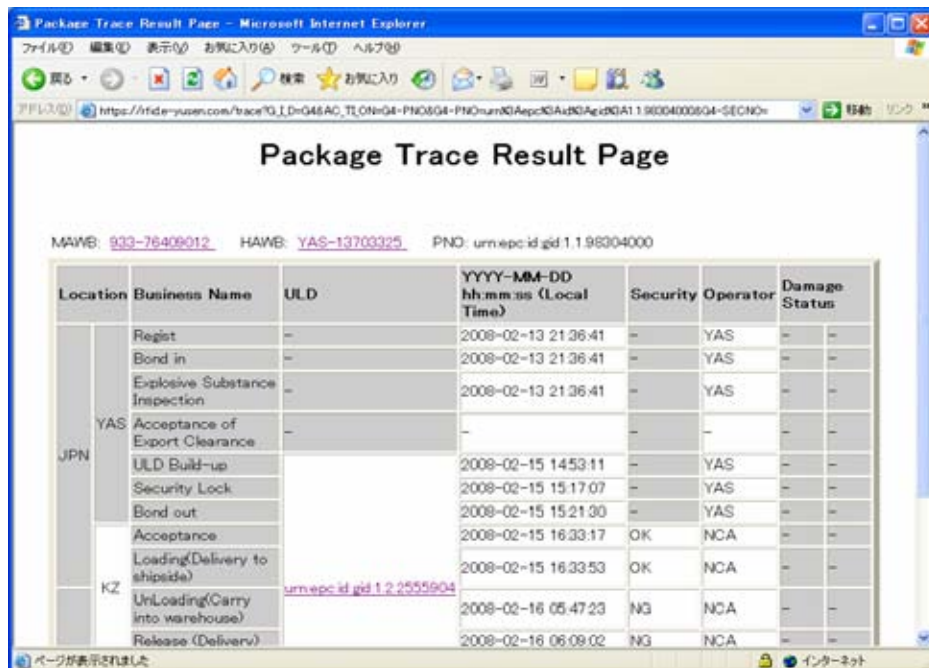 Package Trace Result Page - Microsoft Internet Explorer
ファイル(F) 編集(E) 表示(V) お気に入り(A) ツール(T) ヘルプ(H)
戻る 検索 お気に入り
アドレス(D) 移動 リンク »
Package Trace Result Page
MAWB: 933-76409012 HAWB: YAS-13703325 PNO: urn:epc:id:gid:1.1.98304000
Location Business Name ULD YYYY-MM-DD hh:mm:ss (Local Time) Security Operator Damage Status
JPN YAS Regist - 2008-02-13 21:36:41 - YAS - -
Bond in - 2008-02-13 21:36:41 - YAS - -
Explosive Substance Inspection - 2008-02-13 21:36:41 - YAS - -
Acceptance of Export Clearance - - - - - -
ULD Build-up 2008-02-15 14:53:11 - YAS - -
Security Lock 2008-02-15 15:17:07 - YAS - -
Bond out 2008-02-15 15:21:30 - YAS - -
KZ Acceptance 2008-02-15 16:33:17 OK NCA - -
Loading(Delivery to shipside) 2008-02-15 16:33:53 OK NCA - -
urn:epc:id:gid:1.2.2555904
UnLoading(Carry into warehouse) 2008-02-16 05:47:23 NG NCA - -
Release (Delivery) 2008-02-16 06:09:02 NG NCA - -
ページが表示されました インターネット